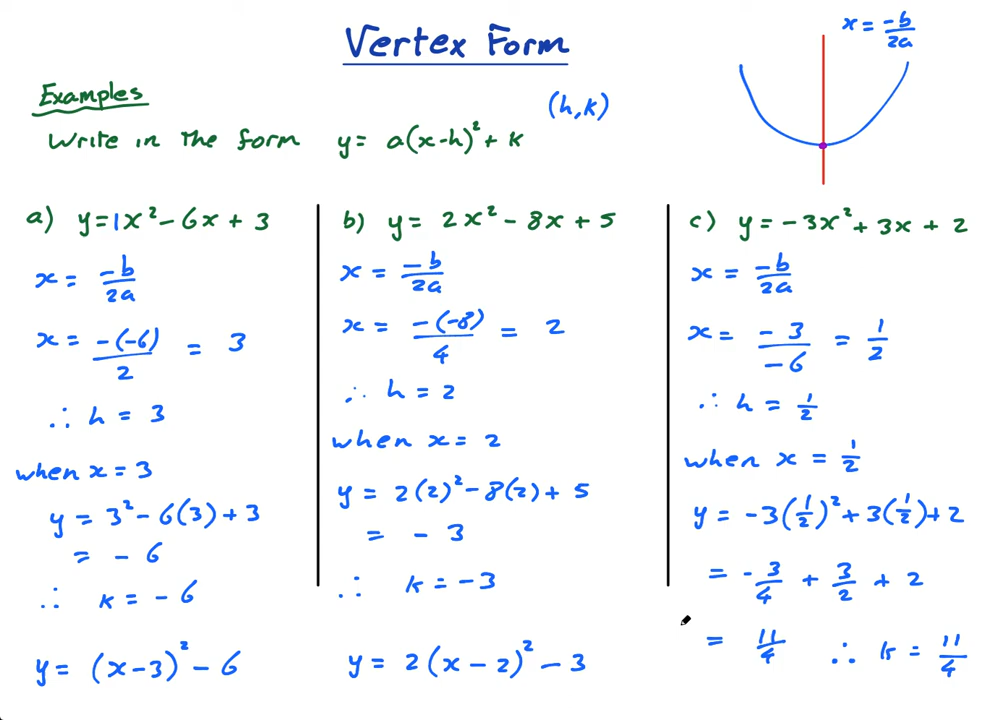 Vertex Form
x = -b/2a
Examples
(h,k)
Write in the form y = a(x-h)² + k
a) y=1x² - 6x + 3
x = -b/2a
x = -(-6)/2 = 3
∴ h = 3
when x = 3
y = 3² - 6(3) + 3
= - 6
∴ k = - 6
y = (x-3)² - 6
b) y = 2x² - 8x + 5
x = -b/2a
x = -(-8)/4 = 2
∴ h = 2
when x = 2
y = 2(2)² - 8(2) + 5
= - 3
∴ k = -3
y = 2(x-2)² - 3
c) y = -3x² + 3x + 2
x = -b/2a
x = -3/-6 = 1/2
∴ h = 1/2
when x = 1/2
y = -3(1/2)² + 3(1/2) + 2
= -3/4 + 3/2 + 2
= 11/4 ∴ k = 11/4